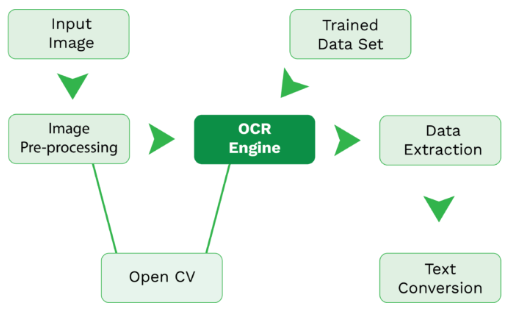 Input
Image
Trained
Data Set
Image
Pre-processing
OCR
Engine
Data
Extraction
Open CV
Text
Conversion